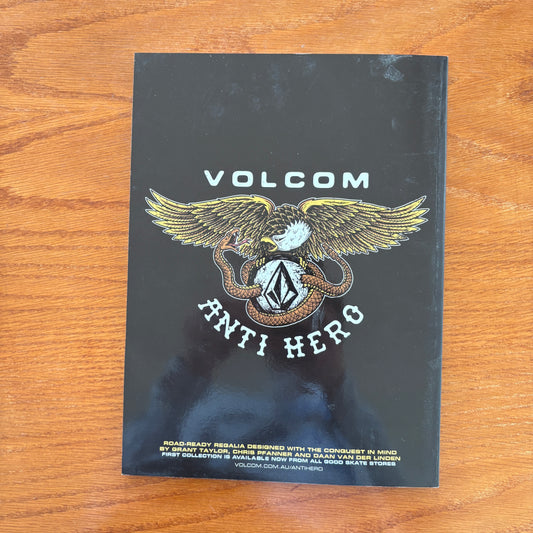 VOLCOM
ANTI HERO
ROAD-READY REGALIA DESIGNED WITH THE CONQUEST IN MIND
BY GRANT TAYLOR, CHRIS PFANNER AND DAAN VAN DER LINDEN
FIRST COLLECTION IS AVAILABLE NOW FROM ALL GOOD SKATE STORES
VOLCOM.COM.AU/ANTIHERO